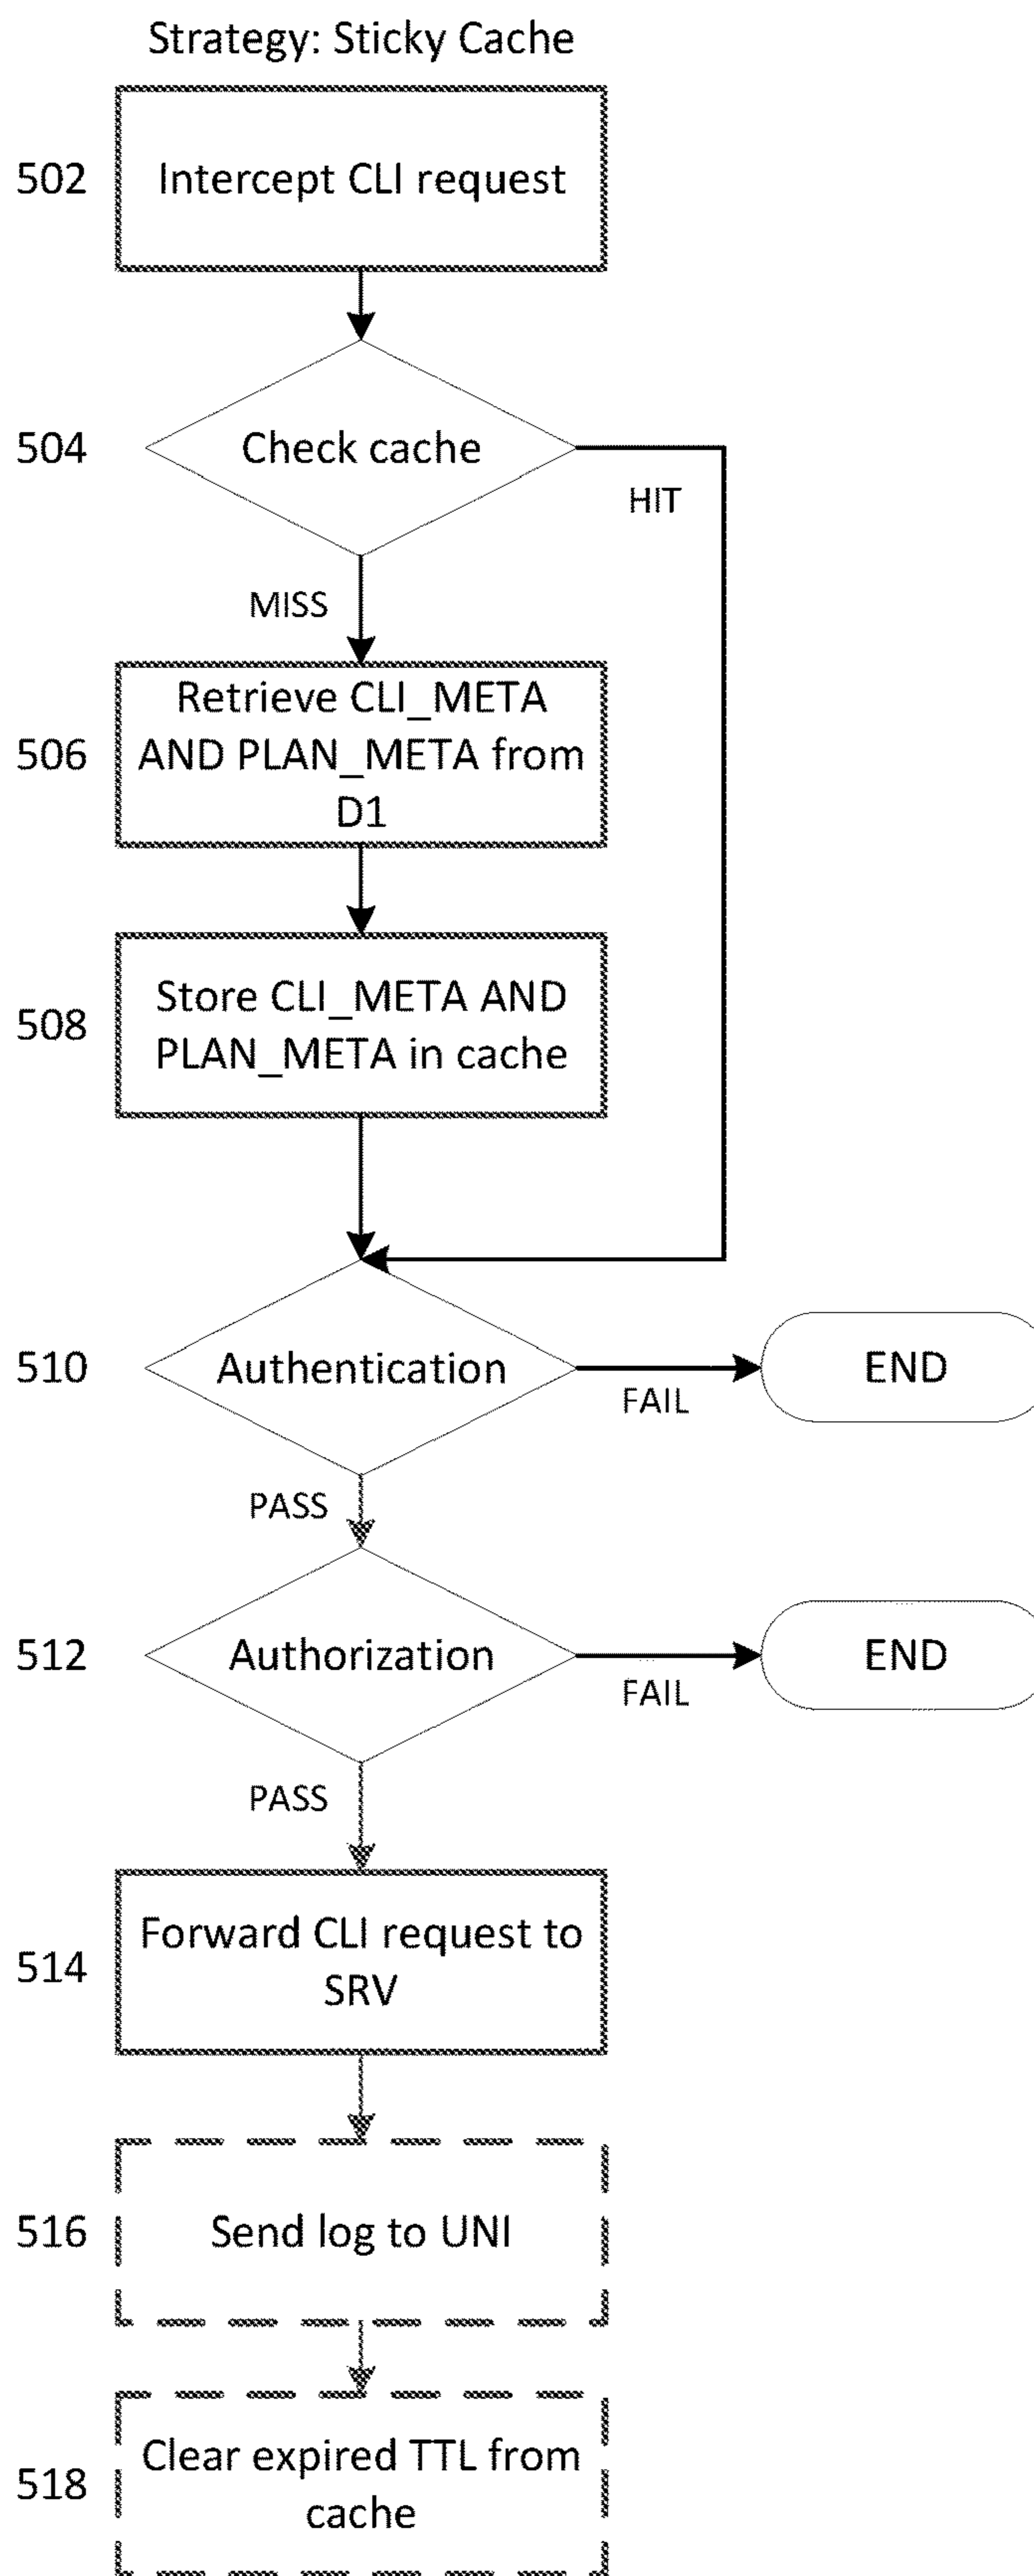 Strategy: Sticky Cache
502
Intercept CLI request
504
Check cache
HIT
MISS
506
Retrieve CLI_META
AND PLAN_META from
D1
508
Store CLI_META AND
PLAN_META in cache
510
Authentication
FAIL
END
PASS
512
Authorization
FAIL
END
PASS
514
Forward CLI request to
SRV
516
Send log to UNI
518
Clear expired TTL from
cache